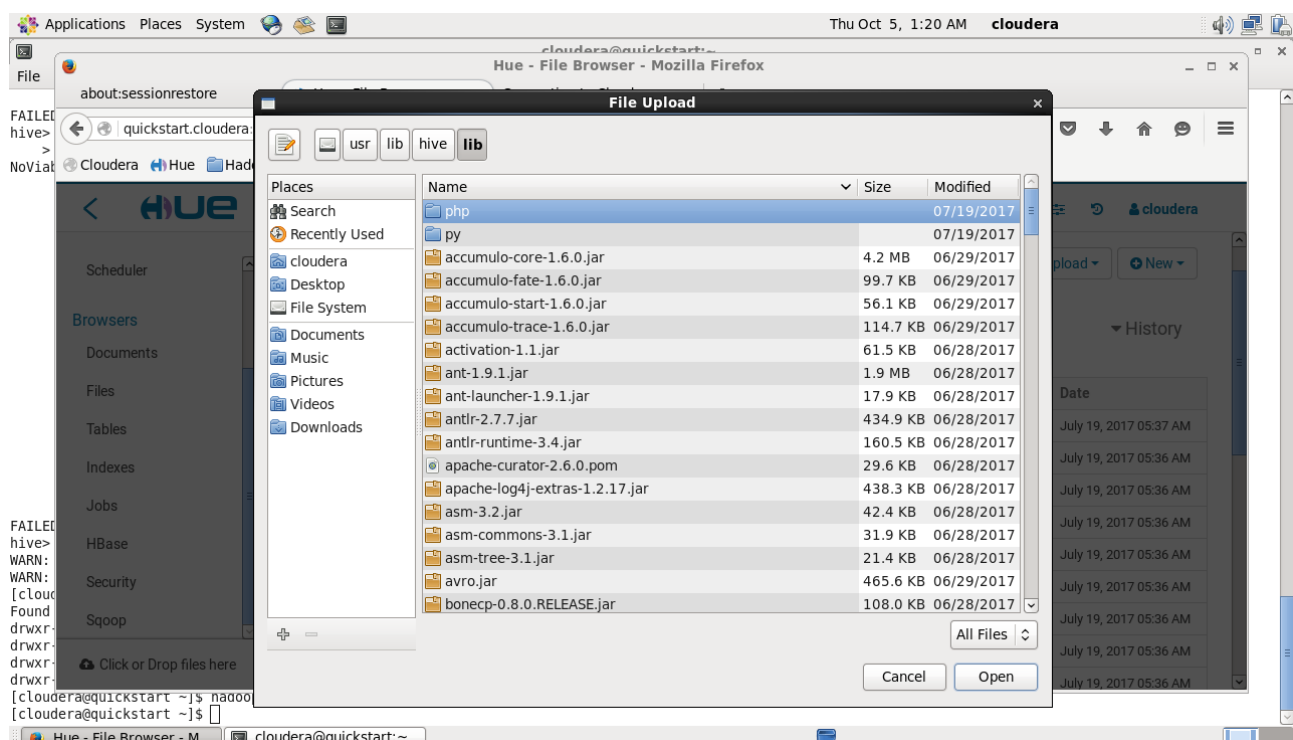 Applications Places System Thu Oct 5, 1:20 AM cloudera
cloudera@quickstart:~
File
Hue - File Browser - Mozilla Firefox
about:sessionrestore
quickstart.cloudera:
Cloudera Hue Hado
FAILED
hive>
>
NoViab
HUE
cloudera
Scheduler
Browsers
Documents
Files
Tables
Indexes
Jobs
HBase
Security
Sqoop
Click or Drop files here
pload New
History
Date
July 19, 2017 05:37 AM
July 19, 2017 05:36 AM
July 19, 2017 05:36 AM
July 19, 2017 05:36 AM
July 19, 2017 05:36 AM
July 19, 2017 05:36 AM
July 19, 2017 05:36 AM
July 19, 2017 05:36 AM
July 19, 2017 05:36 AM
File Upload
usr lib hive lib
Places
Search
Recently Used
cloudera
Desktop
File System
Documents
Music
Pictures
Videos
Downloads
Name Size Modified
php 07/19/2017
py 07/19/2017
accumulo-core-1.6.0.jar 4.2 MB 06/29/2017
accumulo-fate-1.6.0.jar 99.7 KB 06/29/2017
accumulo-start-1.6.0.jar 56.1 KB 06/29/2017
accumulo-trace-1.6.0.jar 114.7 KB 06/29/2017
activation-1.1.jar 61.5 KB 06/28/2017
ant-1.9.1.jar 1.9 MB 06/28/2017
ant-launcher-1.9.1.jar 17.9 KB 06/28/2017
antlr-2.7.7.jar 434.9 KB 06/28/2017
antlr-runtime-3.4.jar 160.5 KB 06/28/2017
apache-curator-2.6.0.pom 29.6 KB 06/28/2017
apache-log4j-extras-1.2.17.jar 438.3 KB 06/28/2017
asm-3.2.jar 42.4 KB 06/28/2017
asm-commons-3.1.jar 31.9 KB 06/28/2017
asm-tree-3.1.jar 21.4 KB 06/28/2017
avro.jar 465.6 KB 06/29/2017
bonecp-0.8.0.RELEASE.jar 108.0 KB 06/28/2017
All Files
Cancel Open
FAILED
hive>
WARN:
WARN:
[cloud
Found
drwxr-
drwxr-
drwxr-
drwxr-
[cloudera@quickstart ~]$ hadoo
[cloudera@quickstart ~]$
Hue - File Browser - M... cloudera@quickstart:~